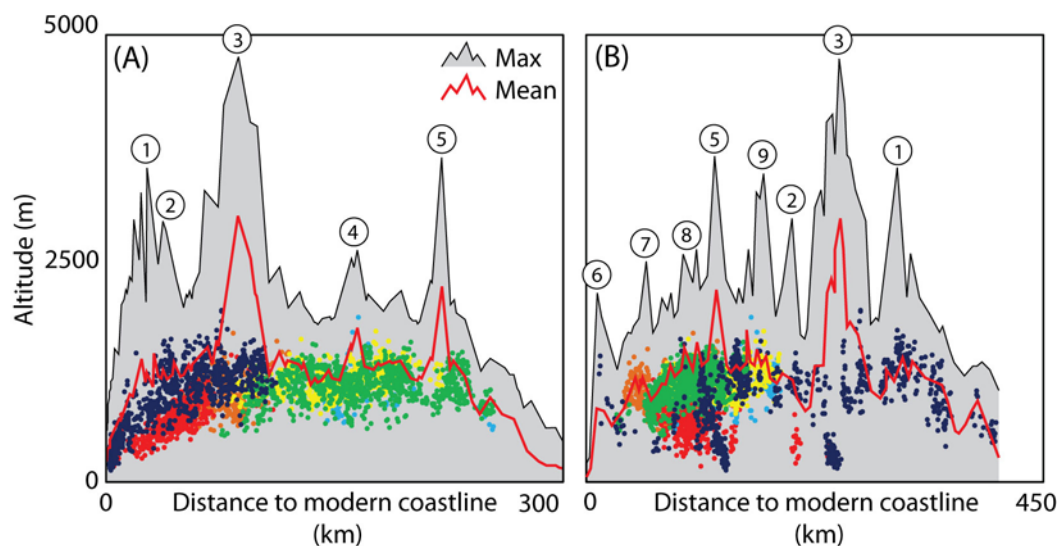 5000
(A)
3
Max
Mean
1
2
5
4
2500
0
Altitude (m)
0
Distance to modern coastline
(km)
300
(B)
3
5
9
1
2
8
7
6
0
Distance to modern coastline
(km)
450